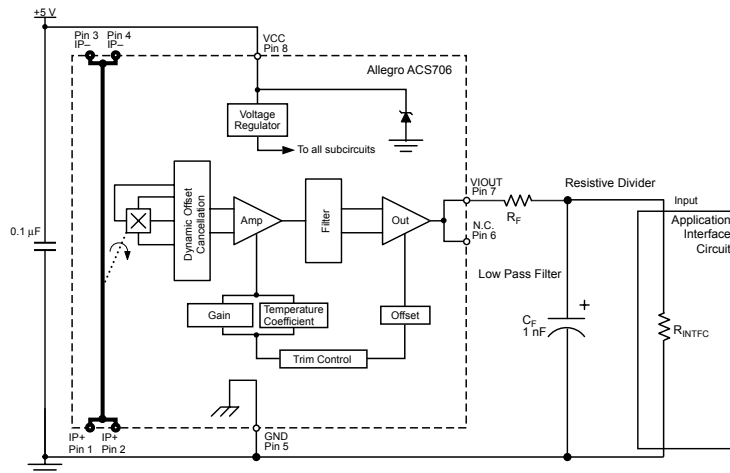 +5 V
Pin 3 Pin 4
IP– IP–
VCC
Pin 8
Allegro ACS706
Voltage
Regulator
To all subcircuits
0.1 µF
Dynamic Offset
Cancellation
Amp
Filter
Out
VIOUT
Pin 7
N.C.
Pin 6
RF
Resistive Divider
Input
Application
Interface
Circuit
Low Pass Filter
CF
1 nF
RINTFC
Gain
Temperature
Coefficient
Offset
Trim Control
IP+ IP+
Pin 1 Pin 2
GND
Pin 5
+